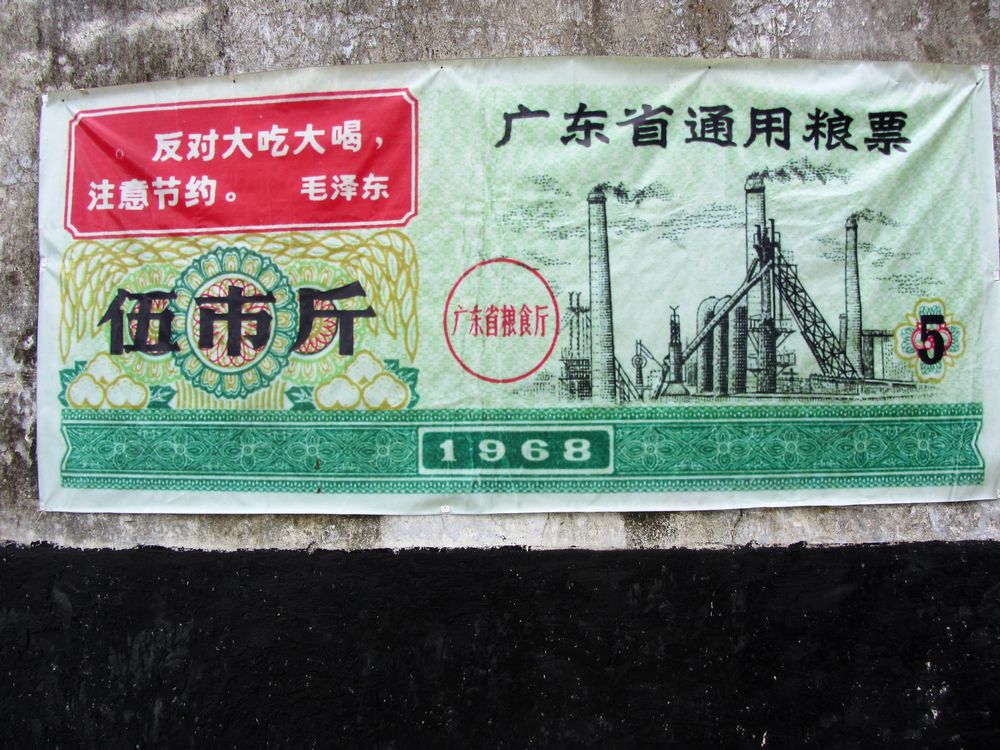 反对大吃大喝，
注意节约。 毛泽东
广东省通用粮票
伍市斤
广东省粮食厅
5
1968